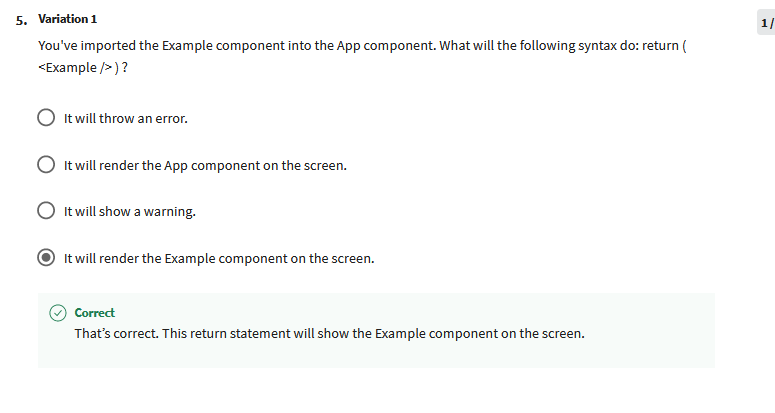 5. Variation 1
1/
You've imported the Example component into the App component. What will the following syntax do: return (
<Example /> ) ?
It will throw an error.
It will render the App component on the screen.
It will show a warning.
It will render the Example component on the screen.
Correct
That's correct. This return statement will show the Example component on the screen.